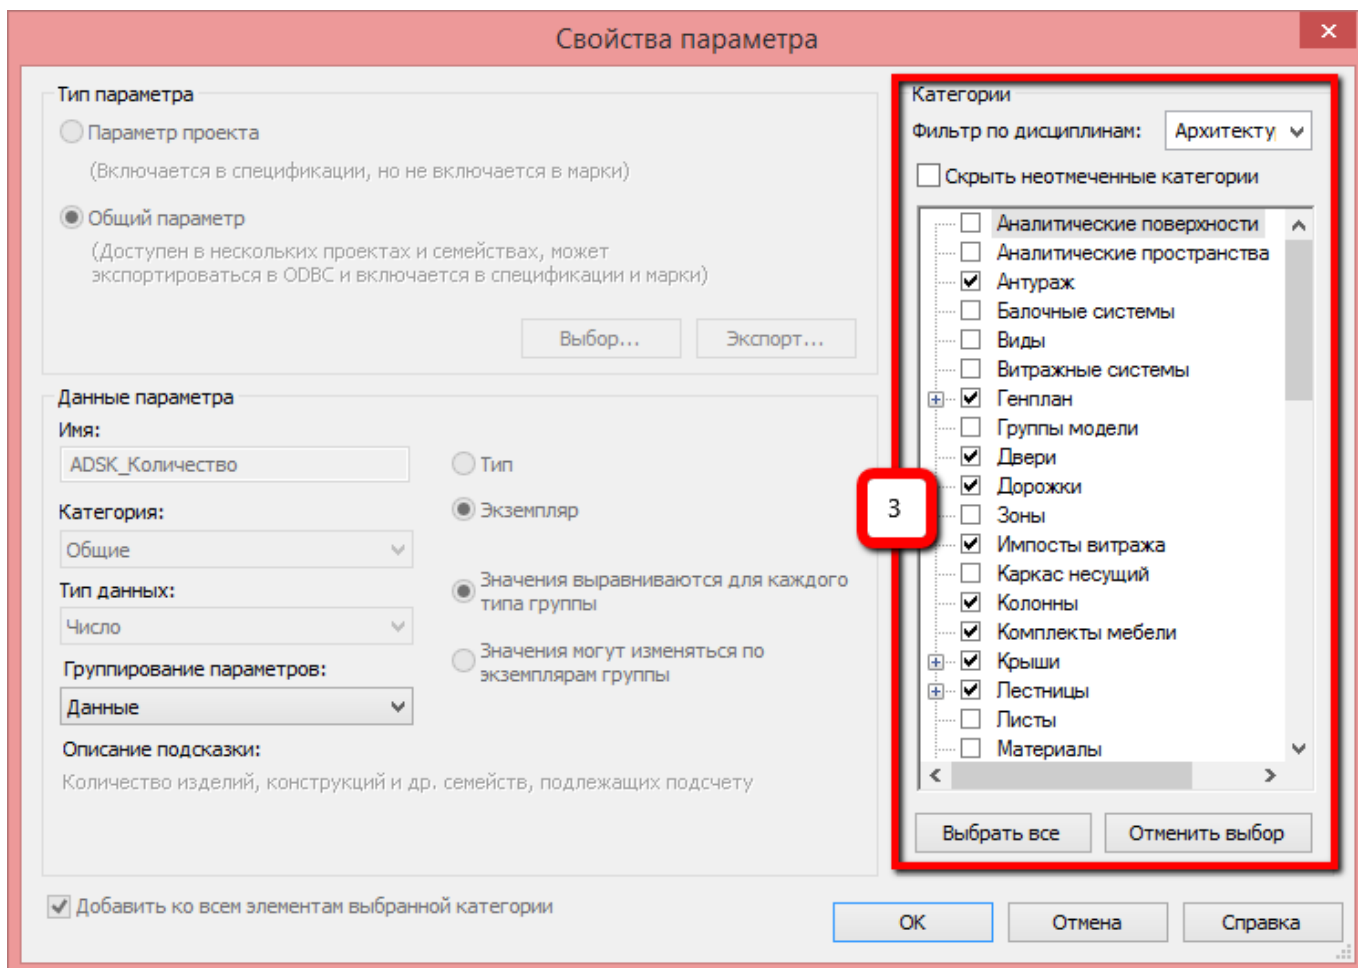 Свойства параметра
Тип параметра
Параметр проекта
(Включается в спецификации, но не включается в марки)
Общий параметр
(Доступен в нескольких проектах и семействах, может
экспортироваться в ODBC и включается в спецификации и марки)
Выбор...
Экспорт...
Данные параметра
Имя:
ADSK_Количество
Категория:
Общие
Тип данных:
Число
Группирование параметров:
Данные
Тип
Экземпляр
Значения выравниваются для каждого
типа группы
Значения могут изменяться по
экземплярам группы
Описание подсказки:
Количество изделий, конструкций и др. семейств, подлежащих подсчету
Добавить ко всем элементам выбранной категории
Категории
Фильтр по дисциплинам:
Архитекту
Скрыть неотмеченные категории
Аналитические поверхности
Аналитические пространства
Антураж
Балочные системы
Виды
Витражные системы
Генплан
Группы модели
Двери
Дорожки
Зоны
Импосты витража
Каркас несущий
Колонны
Комплекты мебели
Крыши
Лестницы
Листы
Материалы
3
Выбрать все
Отменить выбор
ОК
Отмена
Справка